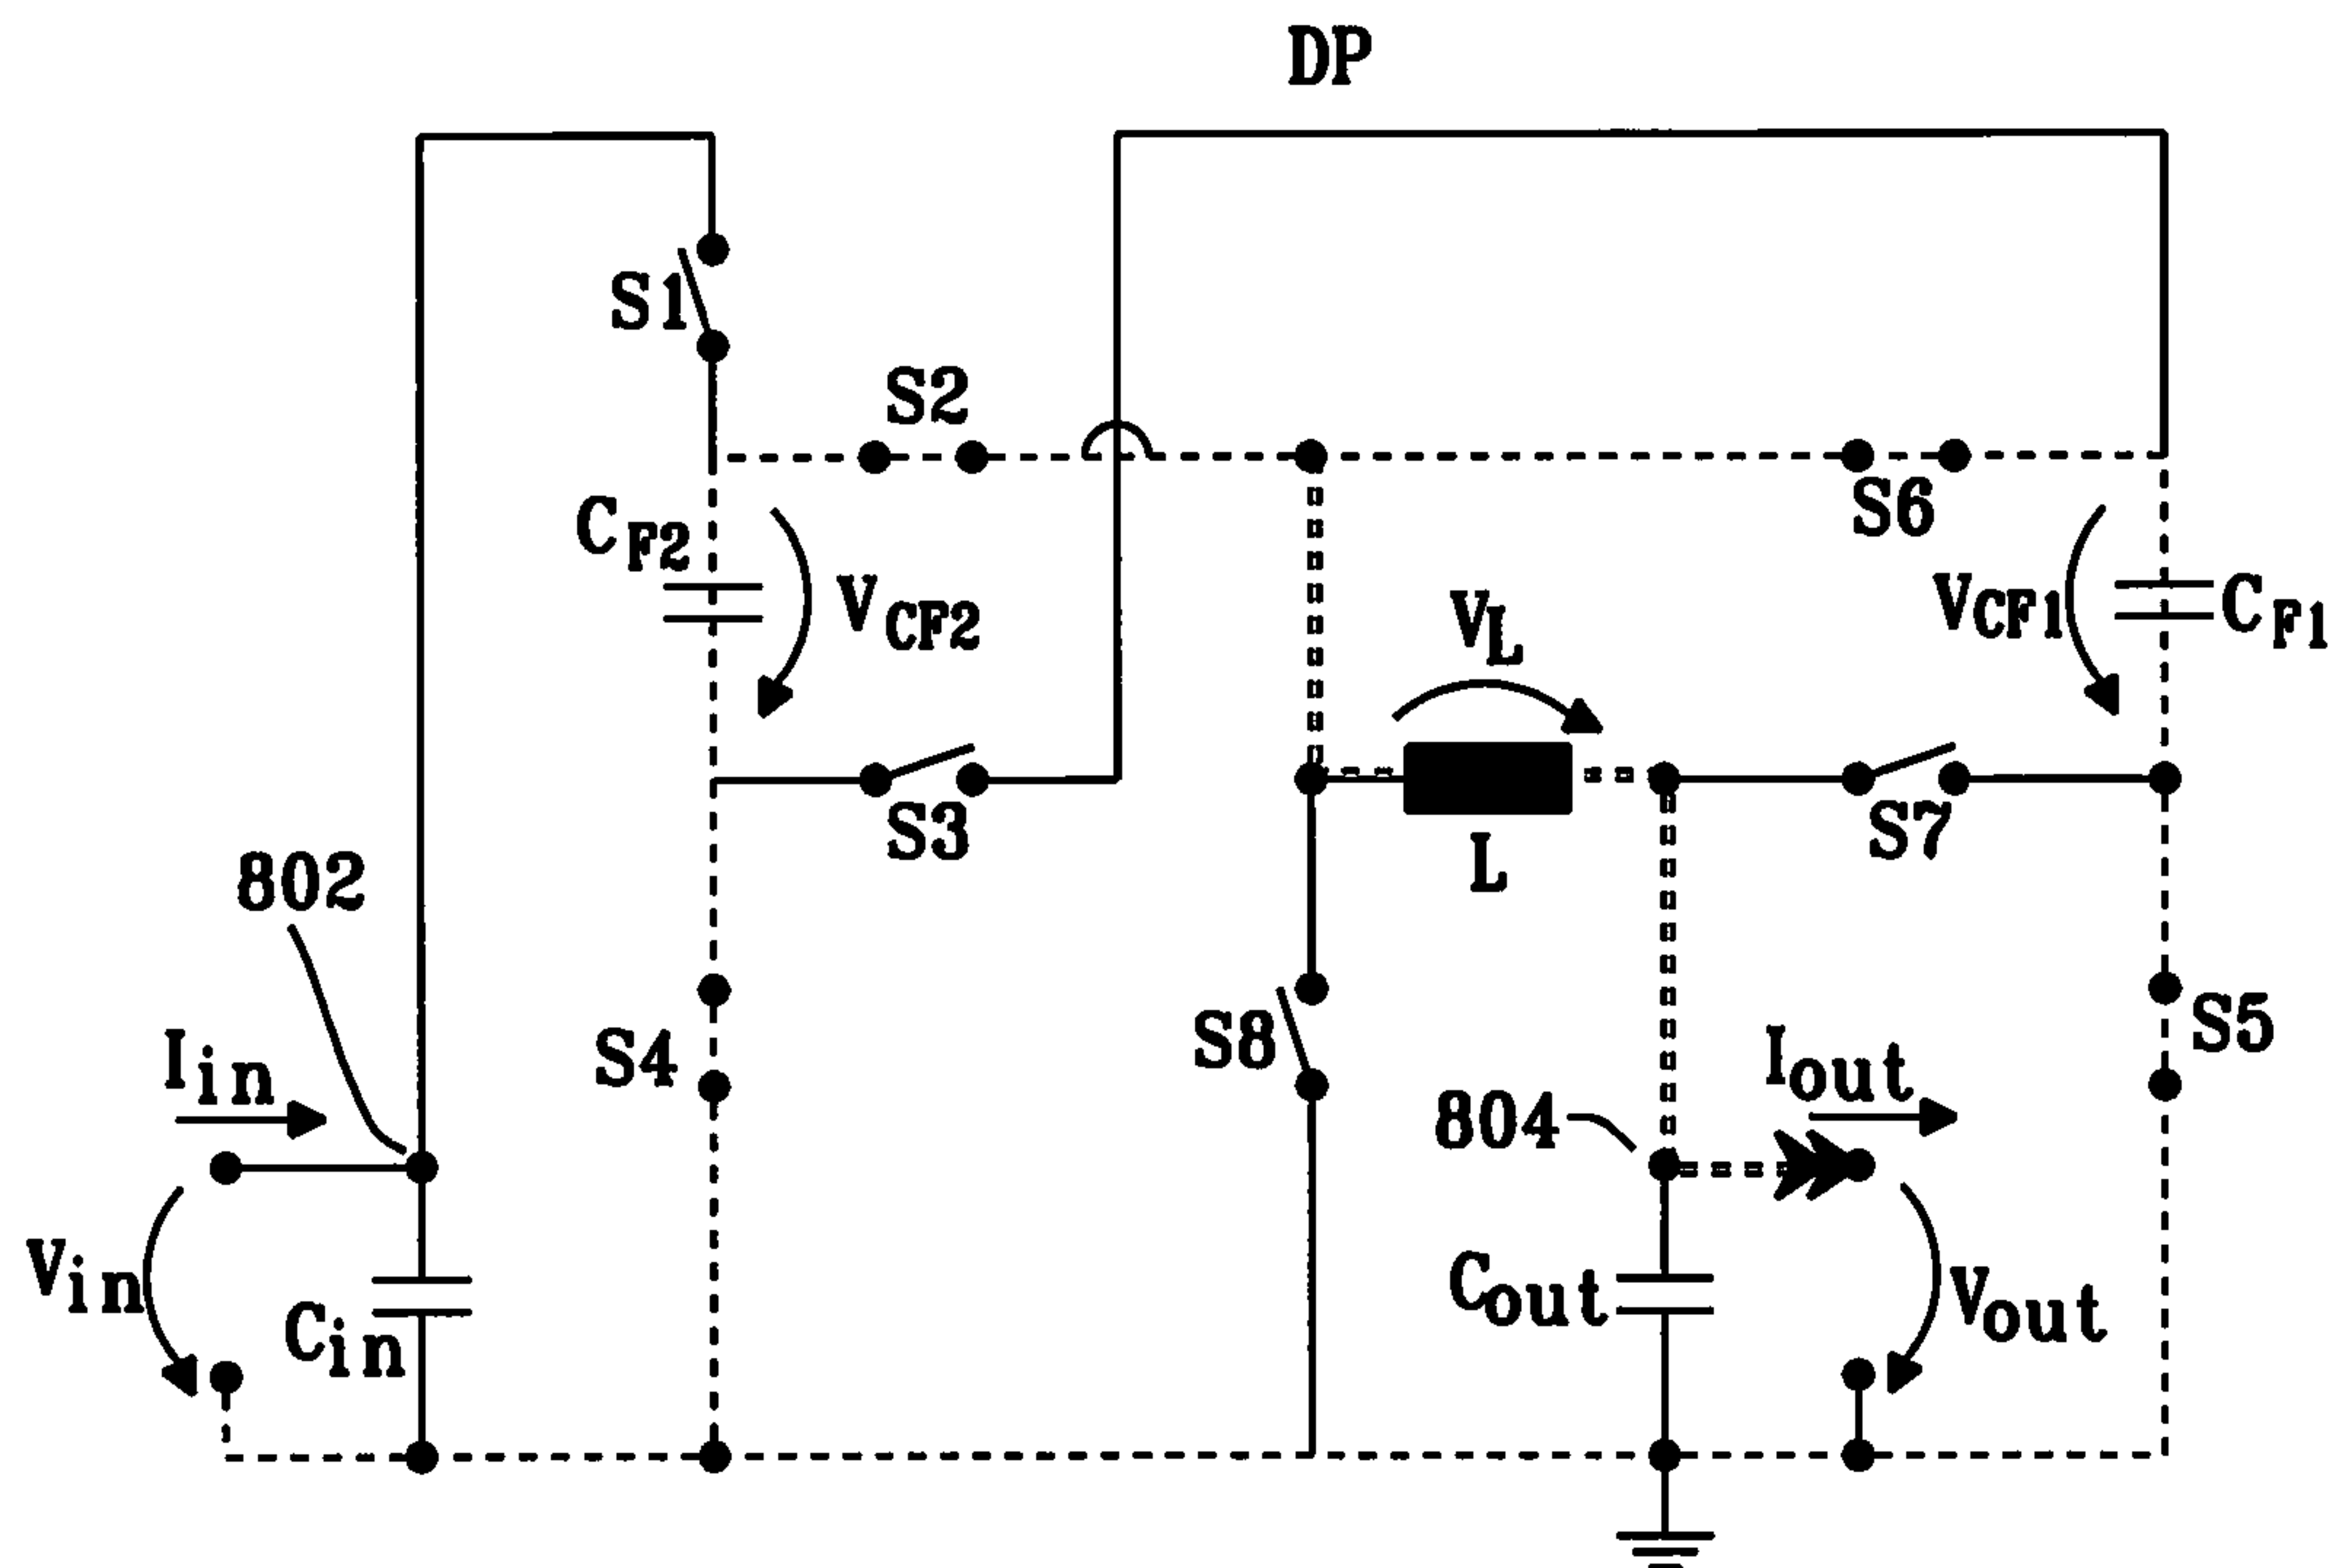 DP
S1
S2
CF2
VCF2
S6
VL
VCF1
CF1
S3
L
S7
802
Iin
S4
S8
804
Iout
S5
Vin
Cin
Cout
Vout